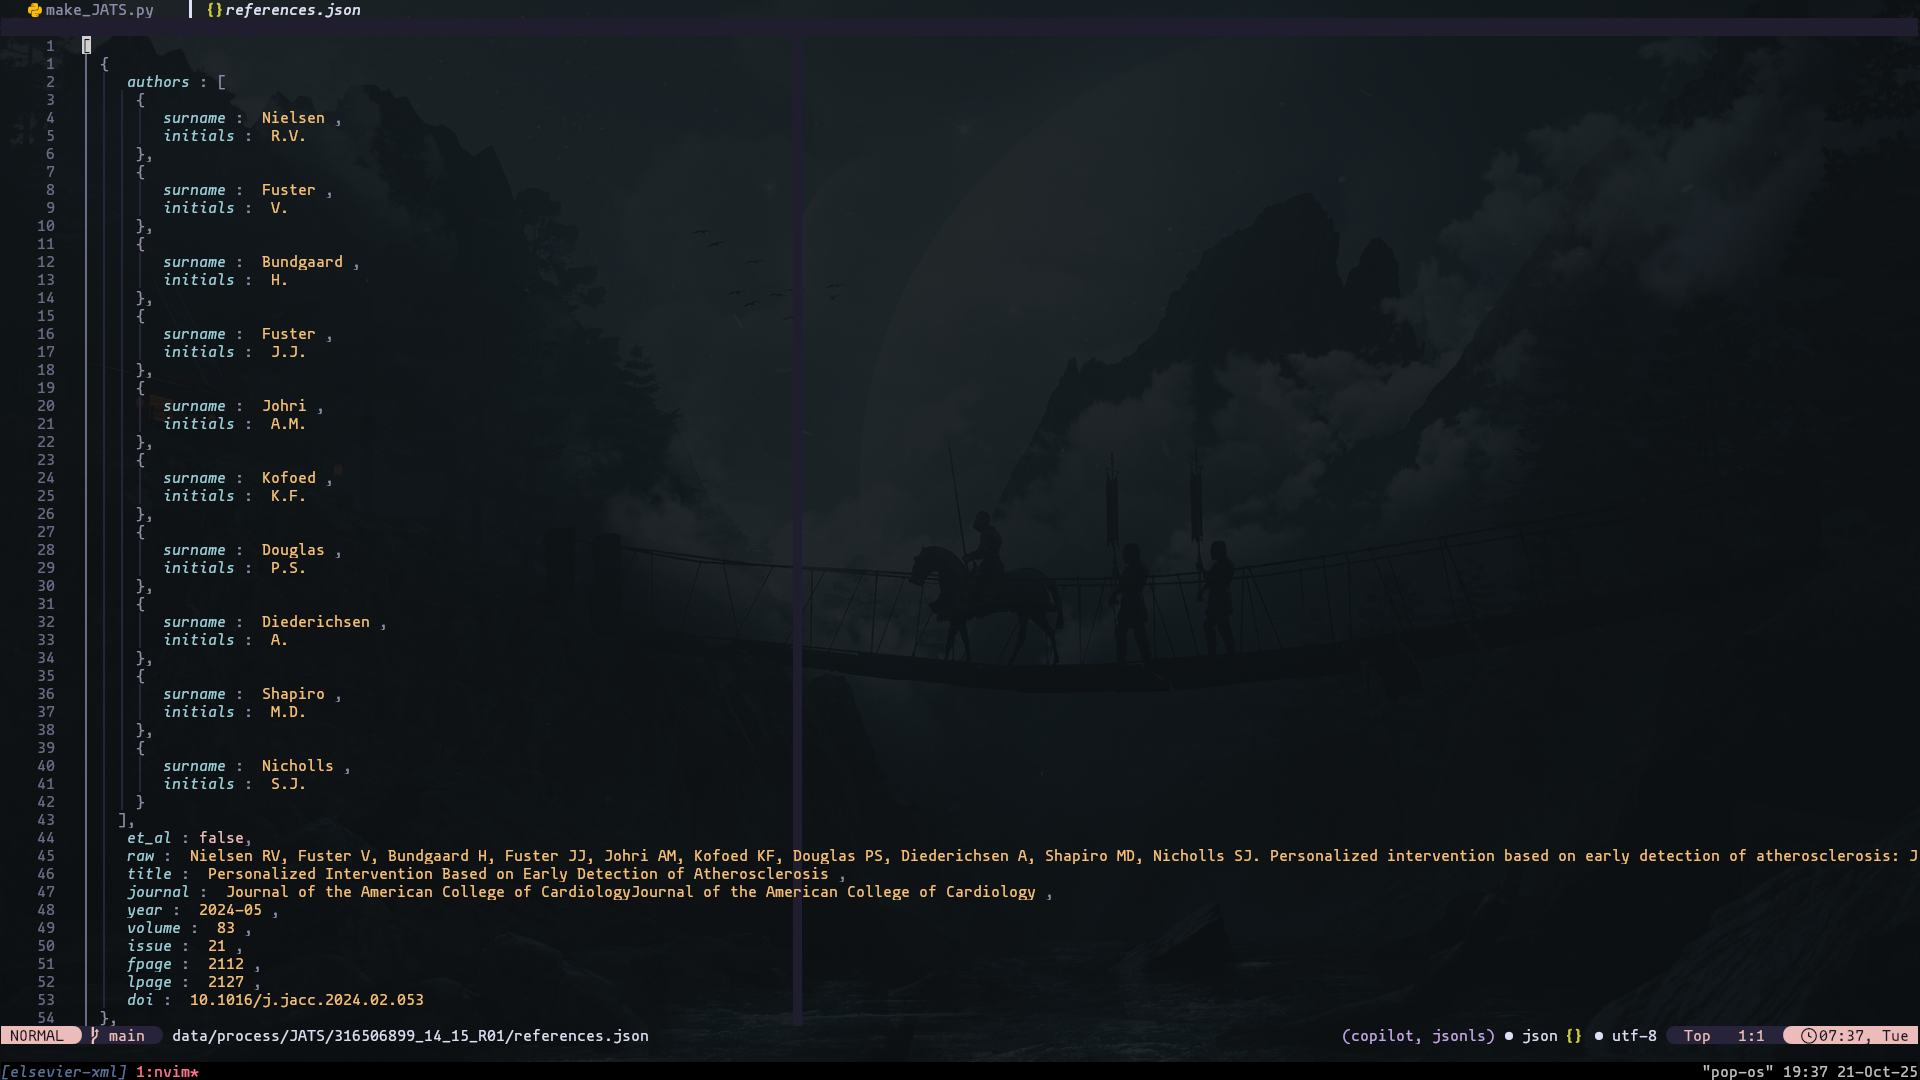 make_JATS.py {} references.json
1 [
1 {
2 authors : [
3 {
4 surname : Nielsen ,
5 initials : R.V.
6 },
7 {
8 surname : Fuster ,
9 initials : V.
10 },
11 {
12 surname : Bundgaard ,
13 initials : H.
14 },
15 {
16 surname : Fuster ,
17 initials : J.J.
18 },
19 {
20 surname : Johri ,
21 initials : A.M.
22 },
23 {
24 surname : Kofoed ,
25 initials : K.F.
26 },
27 {
28 surname : Douglas ,
29 initials : P.S.
30 },
31 {
32 surname : Diederichsen ,
33 initials : A.
34 },
35 {
36 surname : Shapiro ,
37 initials : M.D.
38 },
39 {
40 surname : Nicholls ,
41 initials : S.J.
42 }
43 ],
44 et_al : false,
45 raw : Nielsen RV, Fuster V, Bundgaard H, Fuster JJ, Johri AM, Kofoed KF, Douglas PS, Diederichsen A, Shapiro MD, Nicholls SJ. Personalized intervention based on early detection of atherosclerosis: J
46 title : Personalized Intervention Based on Early Detection of Atherosclerosis ,
47 journal : Journal of the American College of CardiologyJournal of the American College of Cardiology ,
48 year : 2024-05 ,
49 volume : 83 ,
50 issue : 21 ,
51 fpage : 2112 ,
52 lpage : 2127 ,
53 doi : 10.1016/j.jacc.2024.02.053
54 },
NORMAL main data/process/JATS/316506899_14_15_R01/references.json (copilot, jsonls) ● json {} ● utf-8 Top 1:1 07:37, Tue
[elsevier-xml] 1:nvim* "pop-os" 19:37 21-Oct-25